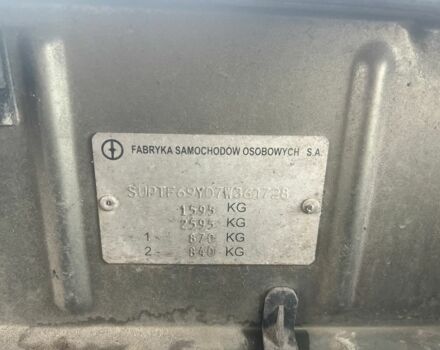 FABRYKA SAMOCHODÓW OSOBOWYCH S.A.
SUPTF69YD7W361728
1595 KG
2595 KG
1- 870 KG
2- 840 KG